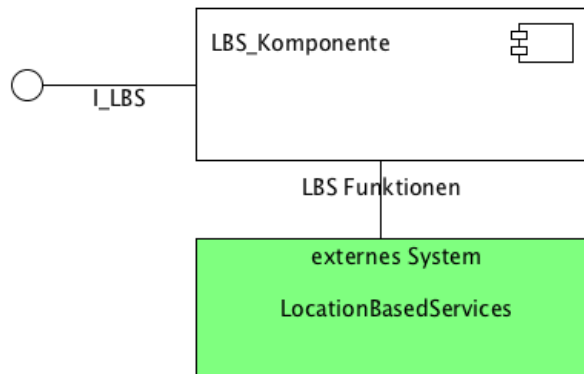 LBS_Komponente
I_LBS
LBS Funktionen
externes System
LocationBasedServices